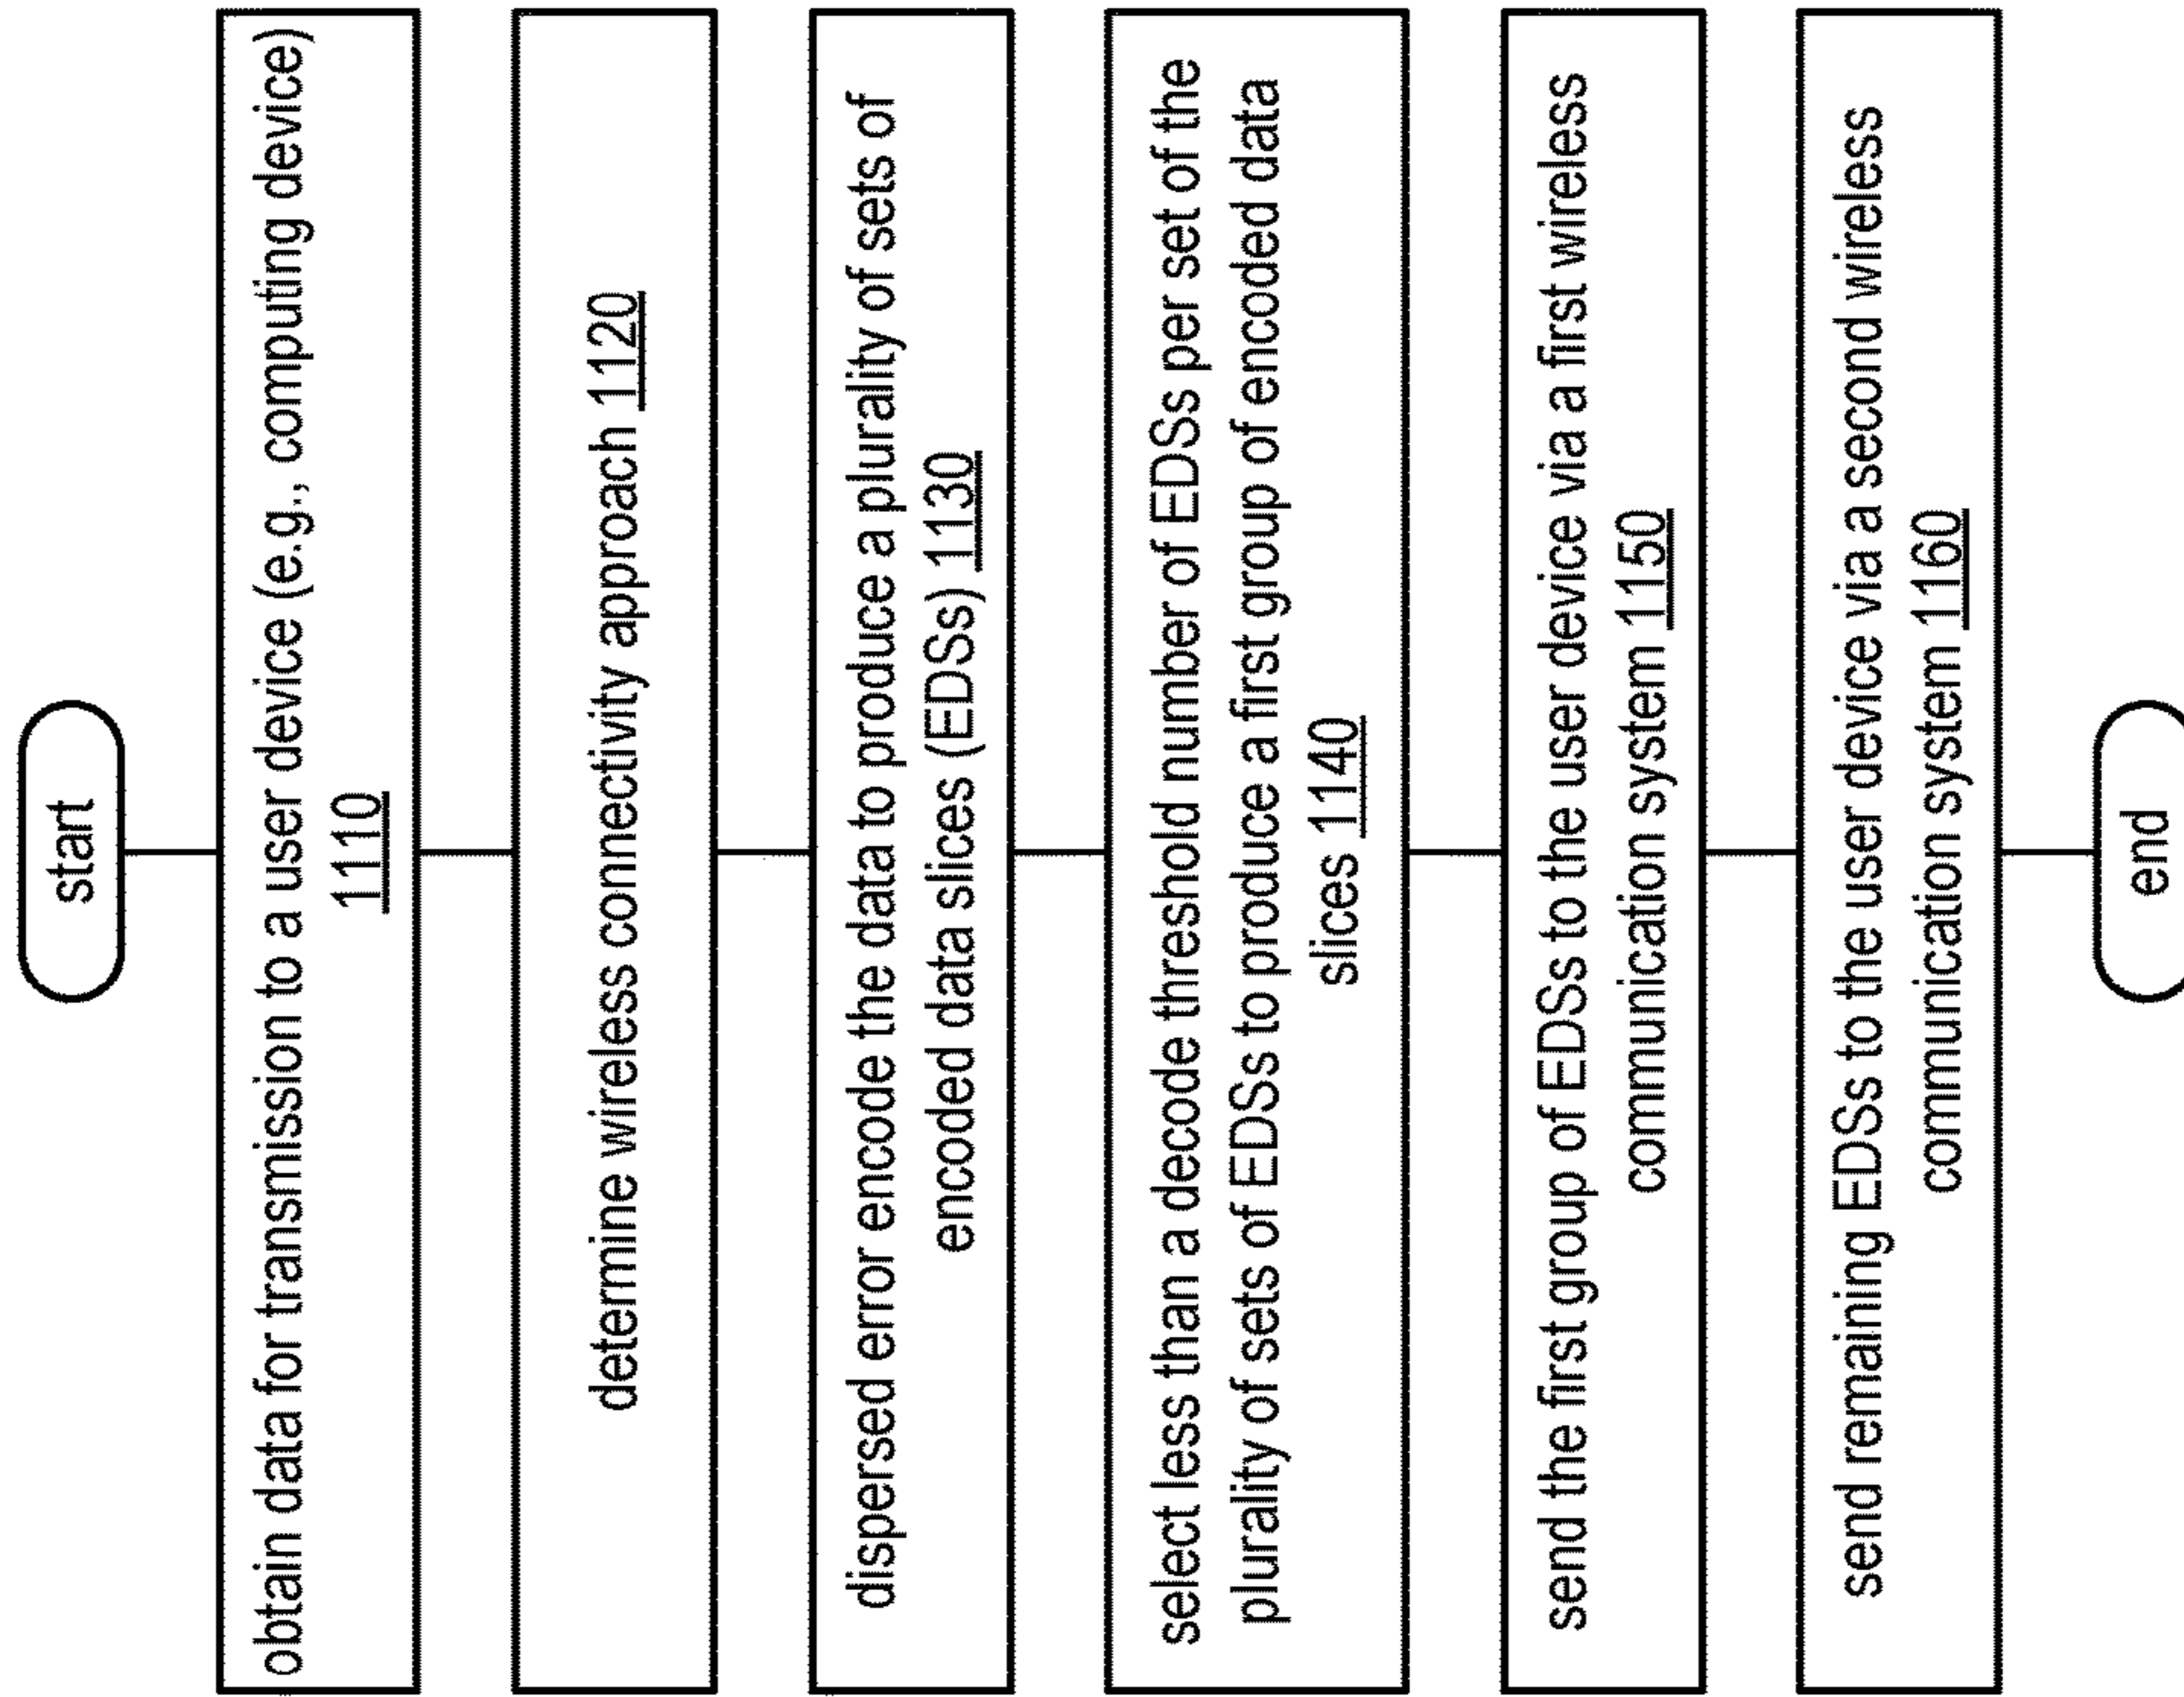 start
obtain data for transmission to a user device (e.g., computing device)
1110
determine wireless connectivity approach 1120
dispersed error encode the data to produce a plurality of sets of
encoded data slices (EDSs) 1130
select less than a decode threshold number of EDSs per set of the
plurality of sets of EDSs to produce a first group of encoded data
slices 1140
send the first group of EDSs to the user device via a first wireless
communication system 1150
send remaining EDSs to the user device via a second wireless
communication system 1160
end